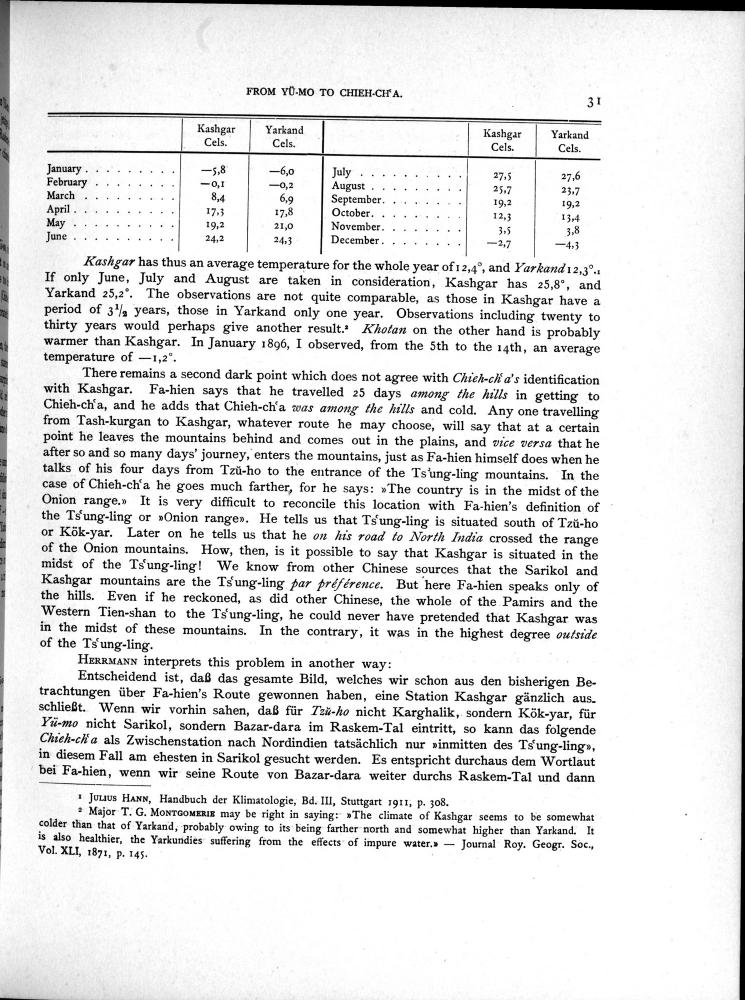 FROM YÜ-MO TO CHIEH-CHʿA.
31
Kashgar Cels. Yarkand Cels. Kashgar Cels. Yarkand Cels.
January . . . . . . . . . −5,8 −6,0 July . . . . . . . . . . 27,5 27,6
February . . . . . . . . −0,1 −0,2 August . . . . . . . . . 25,7 23,7
March . . . . . . . . . 8,4 6,9 September. . . . . . . . 19,2 19,2
April . . . . . . . . . . 17,3 17,8 October. . . . . . . . . 12,3 13,4
May . . . . . . . . . . 19,2 21,0 November. . . . . . . . 3,5 3,8
June . . . . . . . . . . 24,2 24,3 December. . . . . . . . −2,7 −4,3
Kashgar has thus an average temperature for the whole year of 12,4°, and Yarkand 12,3°.¹
If only June, July and August are taken in consideration, Kashgar has 25,8°, and
Yarkand 25,2°. The observations are not quite comparable, as those in Kashgar have a
period of 3½ years, those in Yarkand only one year. Observations including twenty to
thirty years would perhaps give another result.² Khotan on the other hand is probably
warmer than Kashgar. In January 1896, I observed, from the 5th to the 14th, an average
temperature of —1,2°.
There remains a second dark point which does not agree with Chieh-chʿa's identification
with Kashgar. Fa-hien says that he travelled 25 days among the hills in getting to
Chieh-chʿa, and he adds that Chieh-chʿa was among the hills and cold. Any one travelling
from Tash-kurgan to Kashgar, whatever route he may choose, will say that at a certain
point he leaves the mountains behind and comes out in the plains, and vice versa that he
after so and so many days' journey, enters the mountains, just as Fa-hien himself does when he
talks of his four days from Tzü-ho to the entrance of the Tsʿung-ling mountains. In the
case of Chieh-chʿa he goes much farther, for he says: »The country is in the midst of the
Onion range.» It is very difficult to reconcile this location with Fa-hien's definition of
the Tsʿung-ling or »Onion range». He tells us that Tsʿung-ling is situated south of Tzü-ho
or Kök-yar. Later on he tells us that he on his road to North India crossed the range
of the Onion mountains. How, then, is it possible to say that Kashgar is situated in the
midst of the Tsʿung-ling! We know from other Chinese sources that the Sarikol and
Kashgar mountains are the Tsʿung-ling par préférence. But here Fa-hien speaks only of
the hills. Even if he reckoned, as did other Chinese, the whole of the Pamirs and the
Western Tien-shan to the Tsʿung-ling, he could never have pretended that Kashgar was
in the midst of these mountains. In the contrary, it was in the highest degree outside
of the Tsʿung-ling.
HERRMANN interprets this problem in another way:
Entscheidend ist, daß das gesamte Bild, welches wir schon aus den bisherigen Be-
trachtungen über Fa-hien's Route gewonnen haben, eine Station Kashgar gänzlich aus-
schließt. Wenn wir vorhin sahen, daß für Tzü-ho nicht Karghalik, sondern Kök-yar, für
Yü-mo nicht Sarikol, sondern Bazar-dara im Raskem-Tal eintritt, so kann das folgende
Chieh-chʿa als Zwischenstation nach Nordindien tatsächlich nur »inmitten des Tsʿung-ling»,
in diesem Fall am ehesten in Sarikol gesucht werden. Es entspricht durchaus dem Wortlaut
bei Fa-hien, wenn wir seine Route von Bazar-dara weiter durchs Raskem-Tal und dann
¹ JULIUS HANN, Handbuch der Klimatologie, Bd. III, Stuttgart 1911, p. 308.
² Major T. G. MONTGOMERIE may be right in saying: »The climate of Kashgar seems to be somewhat
colder than that of Yarkand, probably owing to its being farther north and somewhat higher than Yarkand. It
is also healthier, the Yarkundies suffering from the effects of impure water.» — Journal Roy. Geogr. Soc.,
Vol. XLI, 1871, p. 145.